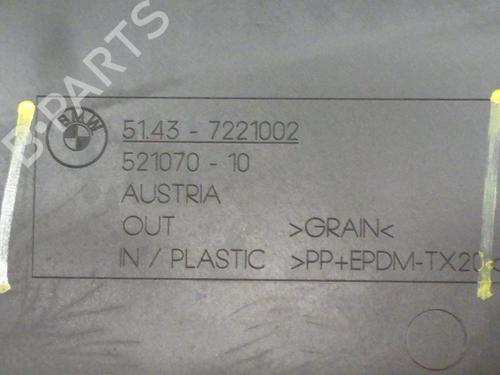 B-PARTS
BMW
51.43 - 7221002
521070 - 10
AUSTRIA
OUT >GRAIN<
IN / PLASTIC >PP+EPDM-TX20<